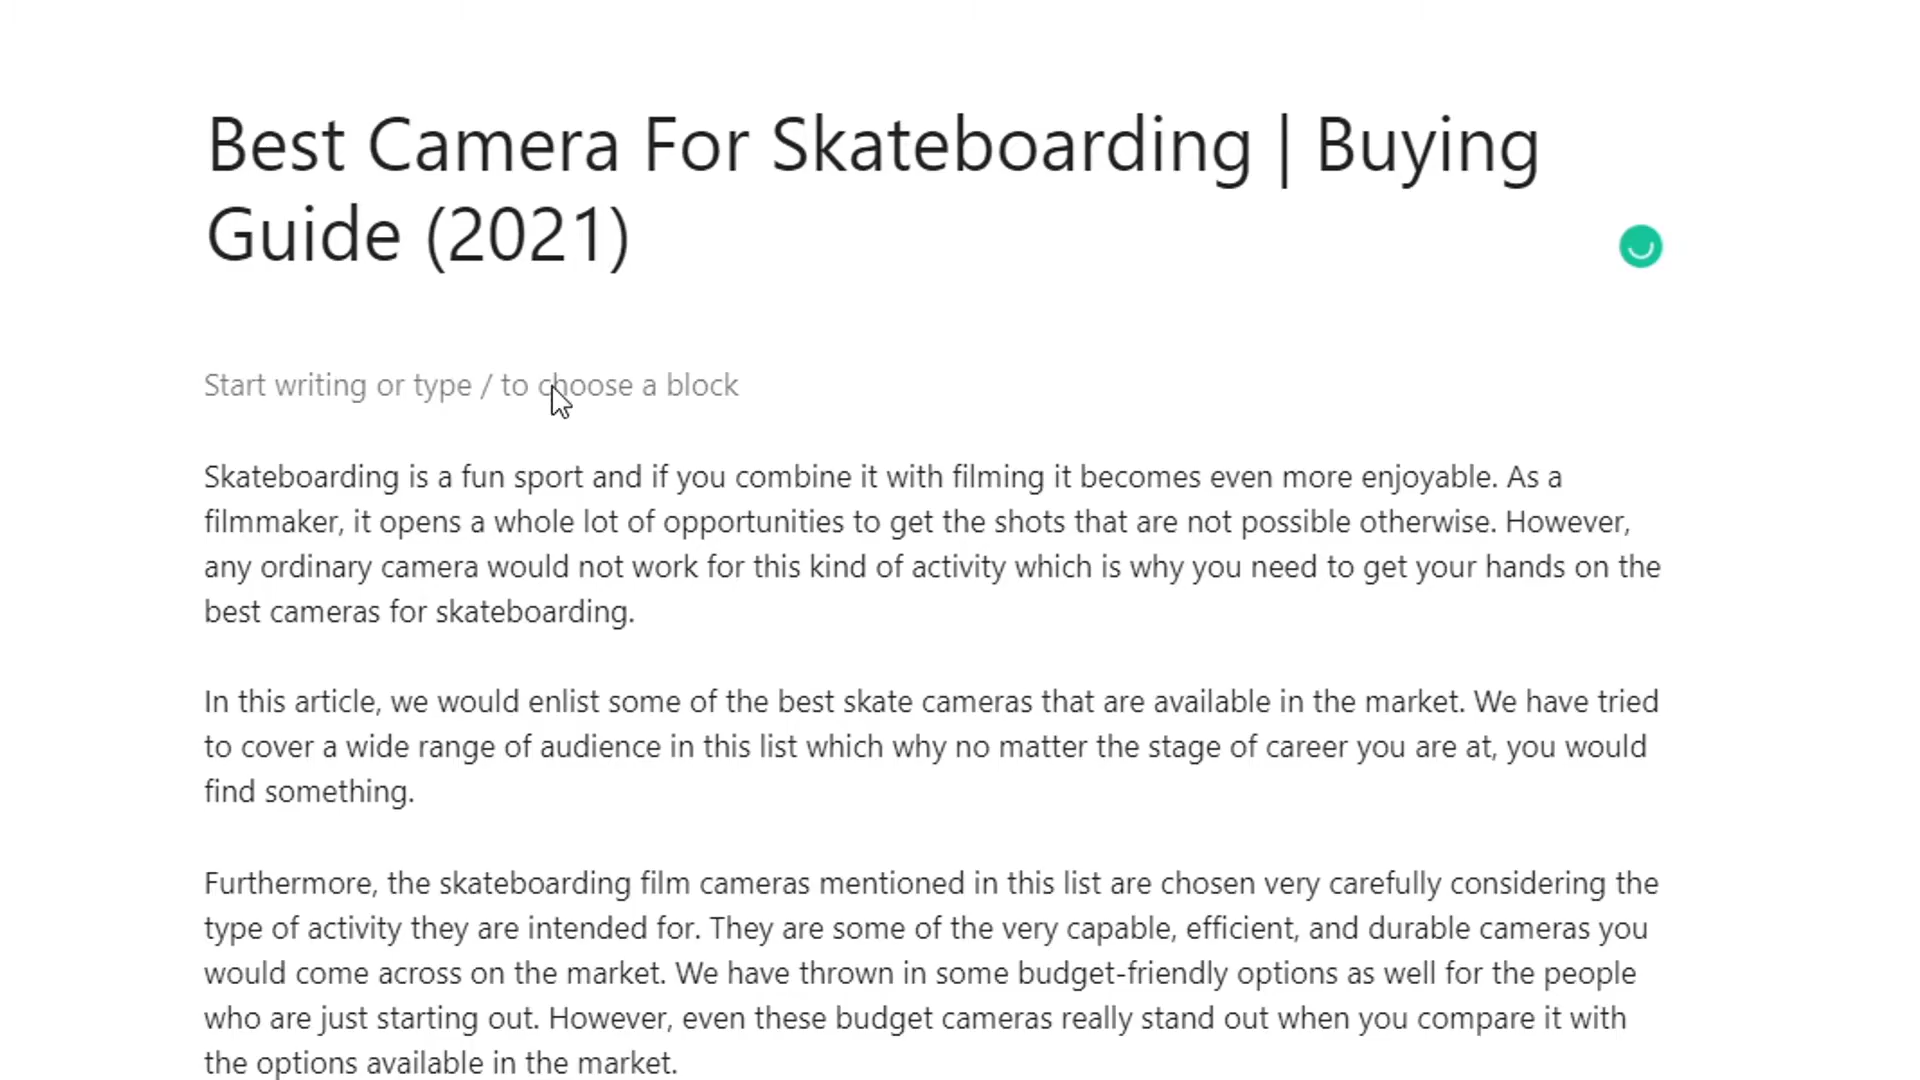 Best Camera For Skateboarding | Buying
Guide (2021)
Start writing or type / to choose a block
Skateboarding is a fun sport and if you combine it with filming it becomes even more enjoyable. As a
filmmaker, it opens a whole lot of opportunities to get the shots that are not possible otherwise. However,
any ordinary camera would not work for this kind of activity which is why you need to get your hands on the
best cameras for skateboarding.
In this article, we would enlist some of the best skate cameras that are available in the market. We have tried
to cover a wide range of audience in this list which why no matter the stage of career you are at, you would
find something.
Furthermore, the skateboarding film cameras mentioned in this list are chosen very carefully considering the
type of activity they are intended for. They are some of the very capable, efficient, and durable cameras you
would come across on the market. We have thrown in some budget-friendly options as well for the people
who are just starting out. However, even these budget cameras really stand out when you compare it with
the options available in the market.